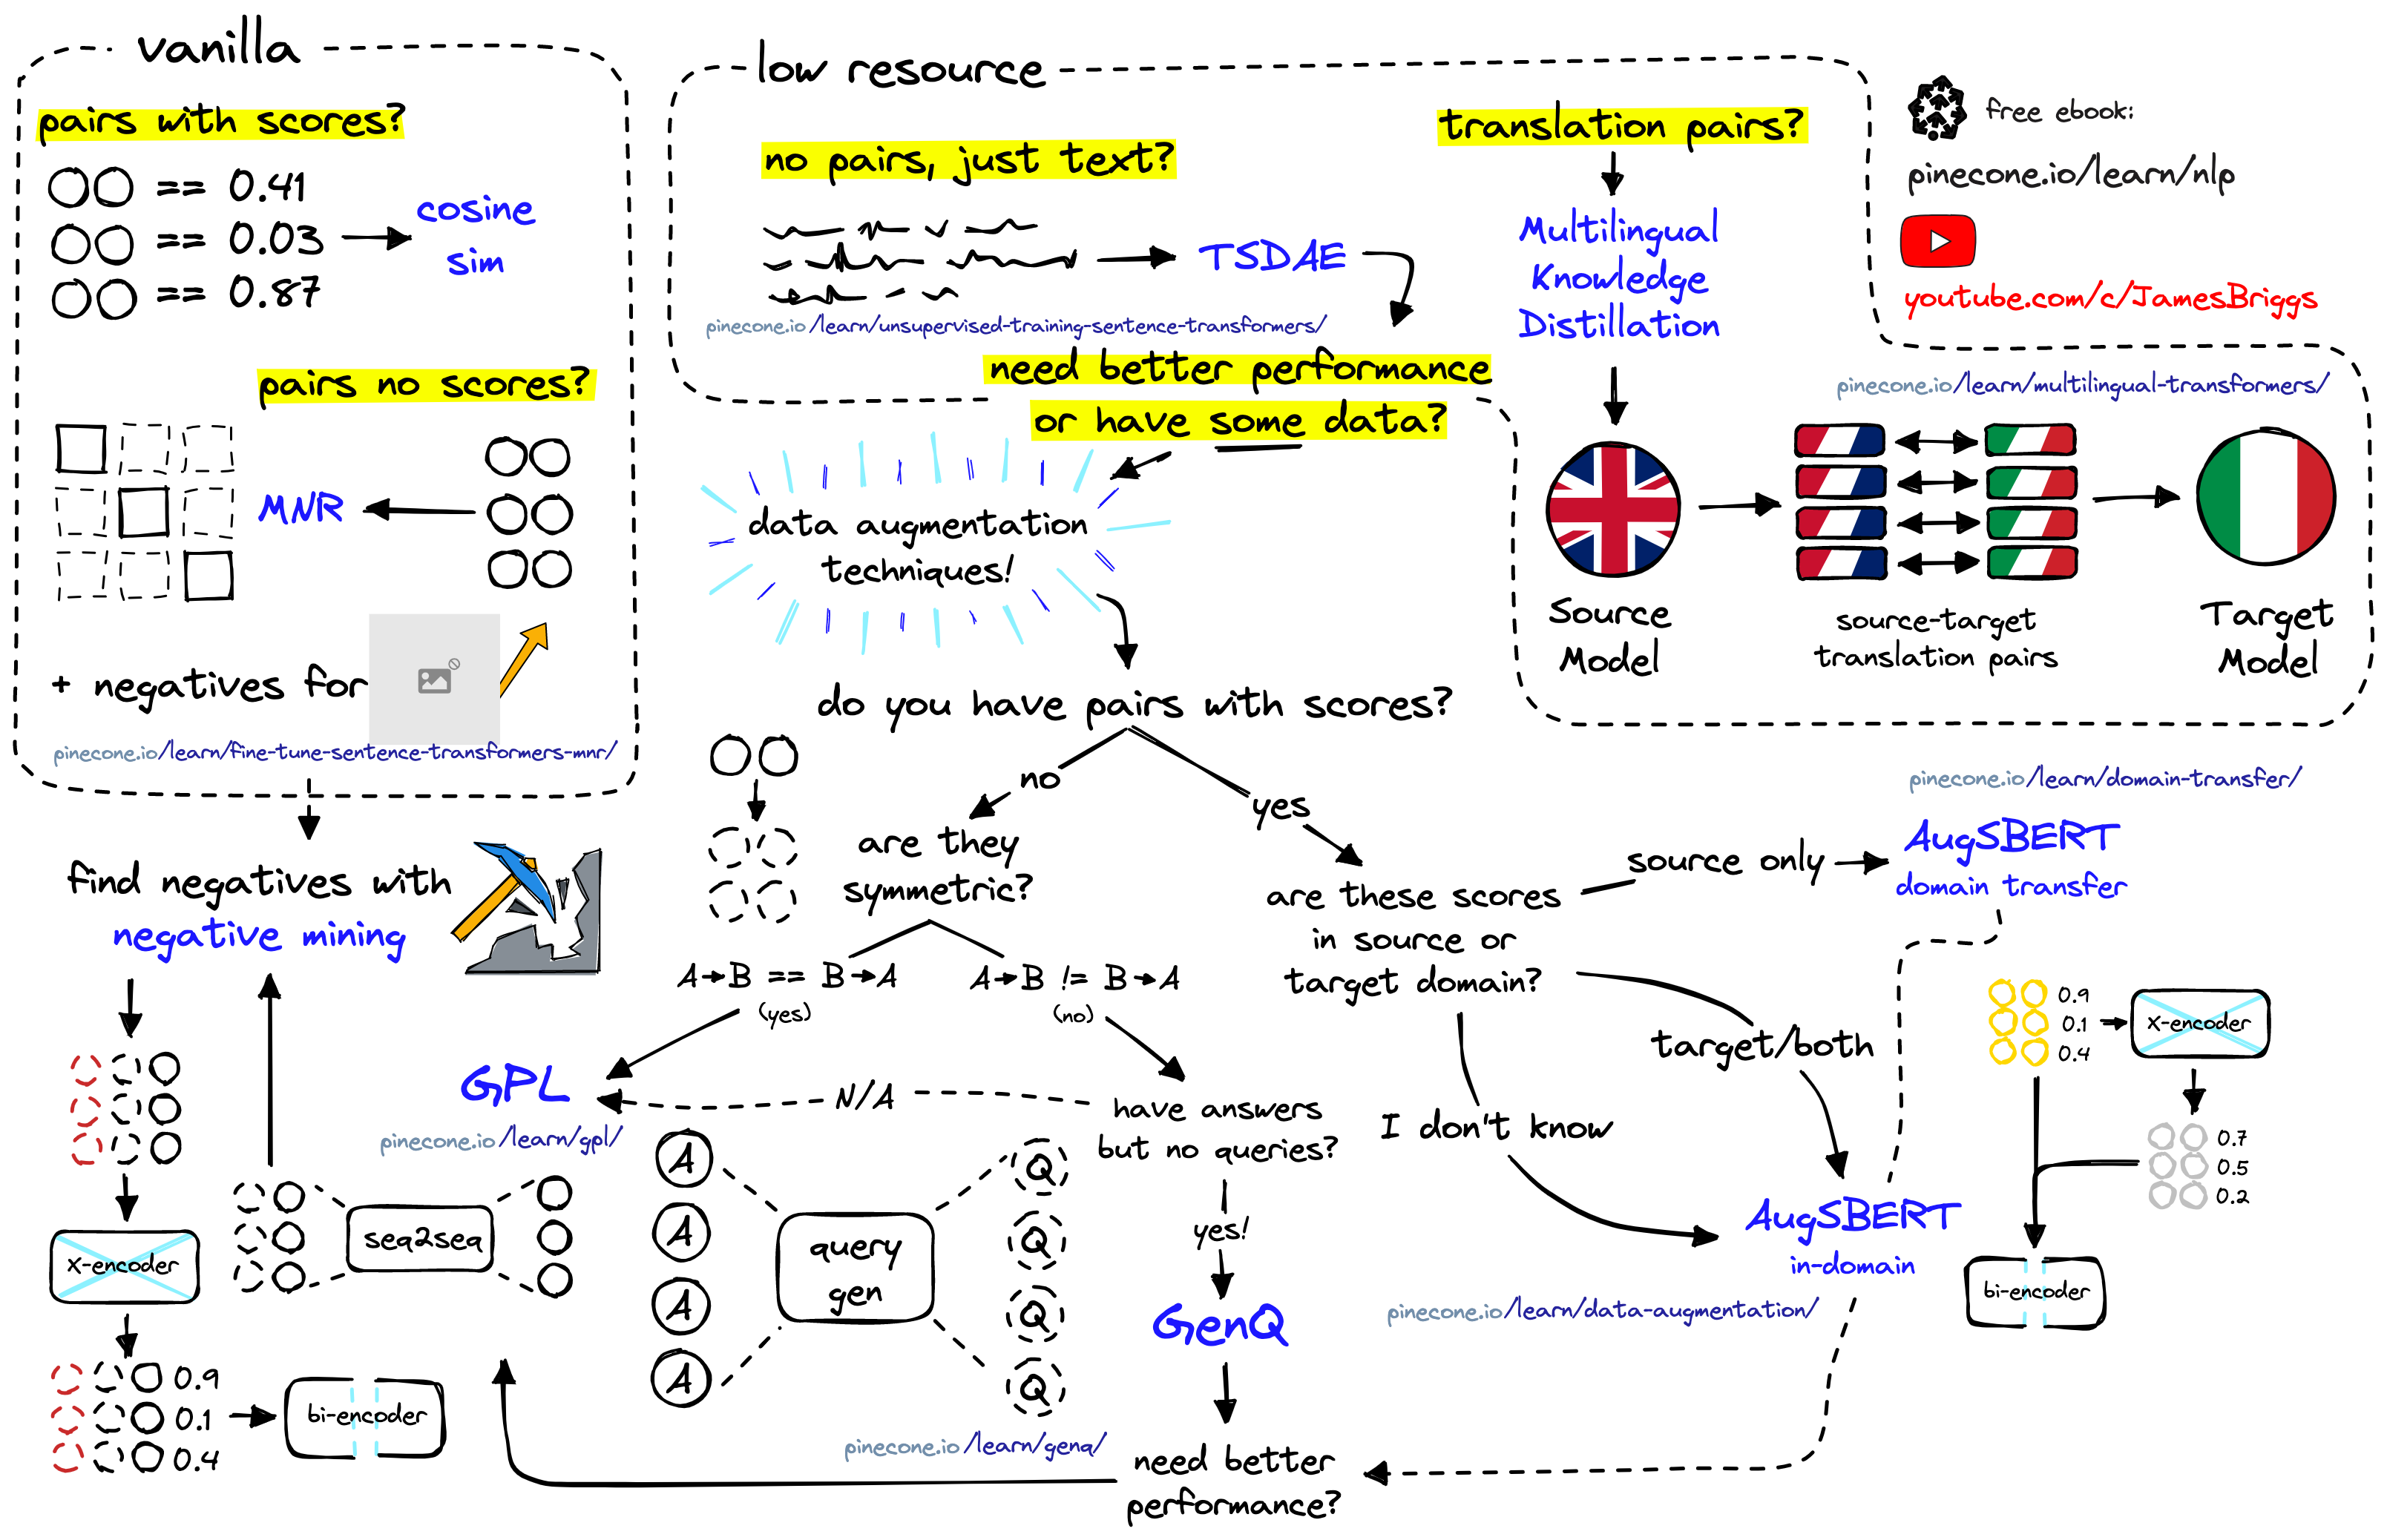 vanilla
pairs with scores?
== 0.41
== 0.03
== 0.87
cosine
sim
pairs no scores?
MNR
+ negatives for
pinecone.io/learn/fine-tune-sentence-transformers-mnr/
find negatives with
negative mining
x-encoder
0.9
0.1
0.4
bi-encoder
seq2seq
low resource
no pairs, just text?
TSDAE
pinecone.io/learn/unsupervised-training-sentence-transformers/
need better performance
or have some data?
translation pairs?
Multilingual
Knowledge
Distillation
pinecone.io/learn/multilingual-transformers/
Source
Model
source-target
translation pairs
Target
Model
free ebook:
pinecone.io/learn/nlp
youtube.com/c/JamesBriggs
data augmentation
techniques!
do you have pairs with scores?
no
yes
are they
symmetric?
A→B == B→A
(yes)
A→B != B→A
(no)
GPL
pinecone.io/learn/gpl/
N/A
have answers
but no queries?
yes!
GenQ
A
A
A
A
query
gen
Q
Q
Q
Q
pinecone.io/learn/genq/
need better
performance?
are these scores
in source or
target domain?
source only
AugSBERT
domain transfer
pinecone.io/learn/domain-transfer/
target/both
I don't know
AugSBERT
in-domain
pinecone.io/learn/data-augmentation/
0.9
0.1
0.4
x-encoder
0.7
0.5
0.2
bi-encoder